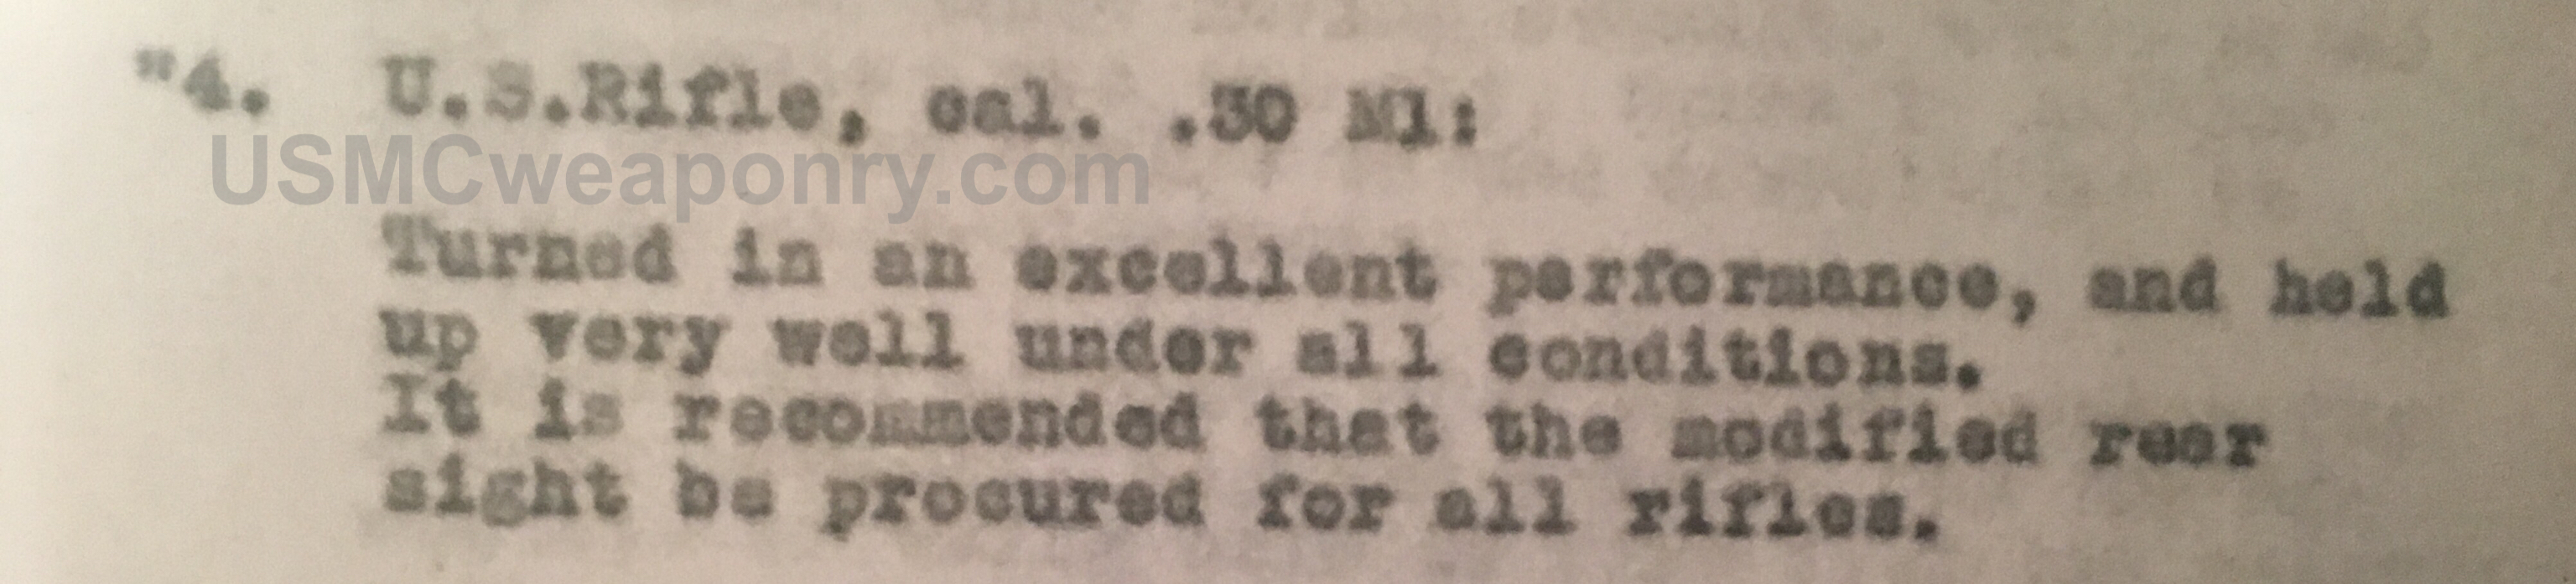 "4. U.S.Rifle, cal. .30 M1:
USMCweaponry.com
Turned in an excellent performance, and held
up very well under all conditions.
It is recommended that the modified rear
sight be procured for all rifles.